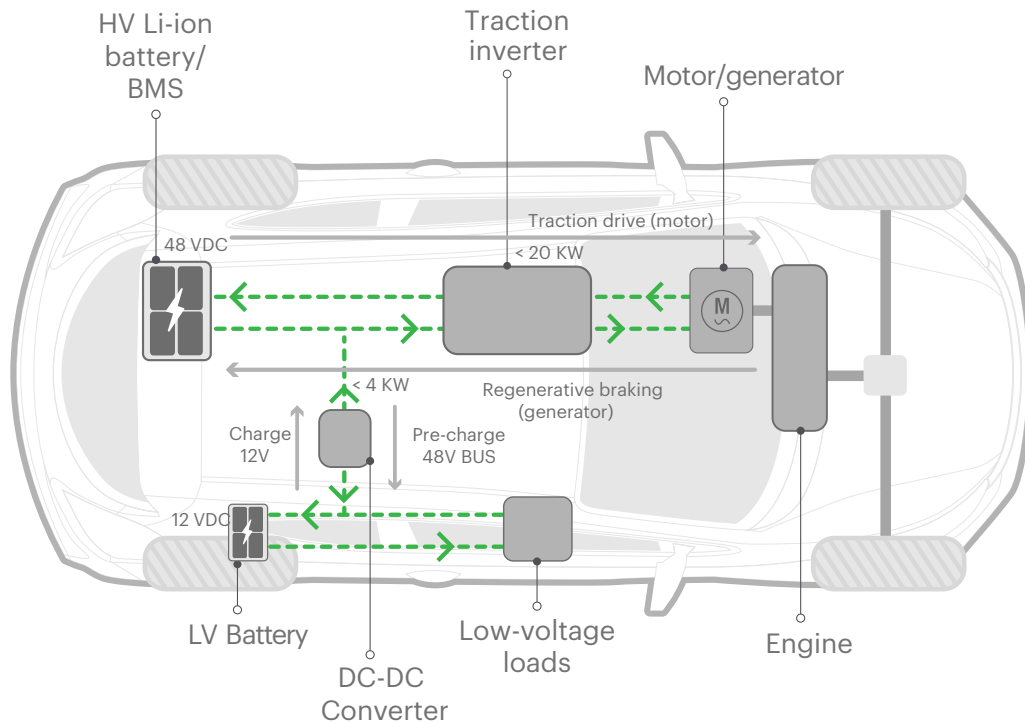 HV Li-ion
battery/
BMS
Traction
inverter
Motor/generator
Traction drive (motor)
48 VDC
< 20 KW
M
< 4 KW
Regenerative braking
(generator)
Charge
12V
Pre-charge
48V BUS
12 VDC
LV Battery
DC-DC
Converter
Low-voltage
loads
Engine